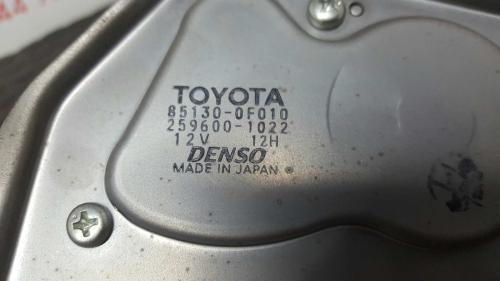 TOYOTA
85130-0F010
259600-1022
12V 12H
DENSO
MADE IN JAPAN